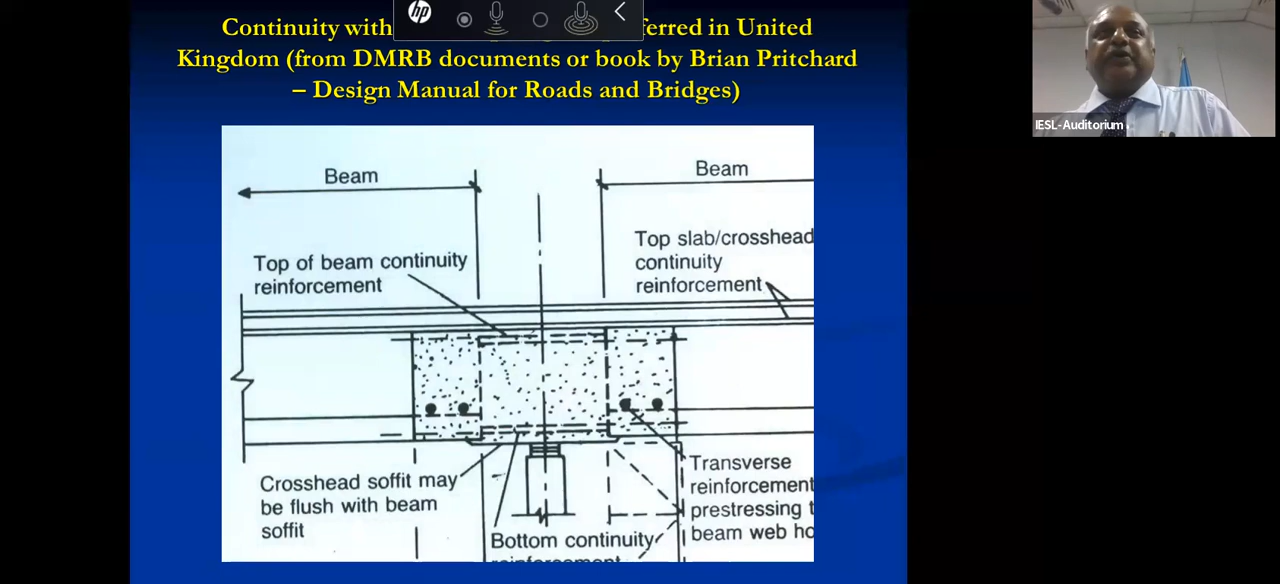 Continuity with
ferred in United
Kingdom (from DMRB documents or book by Brian Pritchard
– Design Manual for Roads and Bridges)
hp
IESL-Auditorium
Beam
Beam
Top of beam continuity
reinforcement
Top slab/crosshead
continuity
reinforcement
Crosshead soffit may
be flush with beam
soffit
Bottom continuity
Transverse
reinforcement
prestressing
beam web